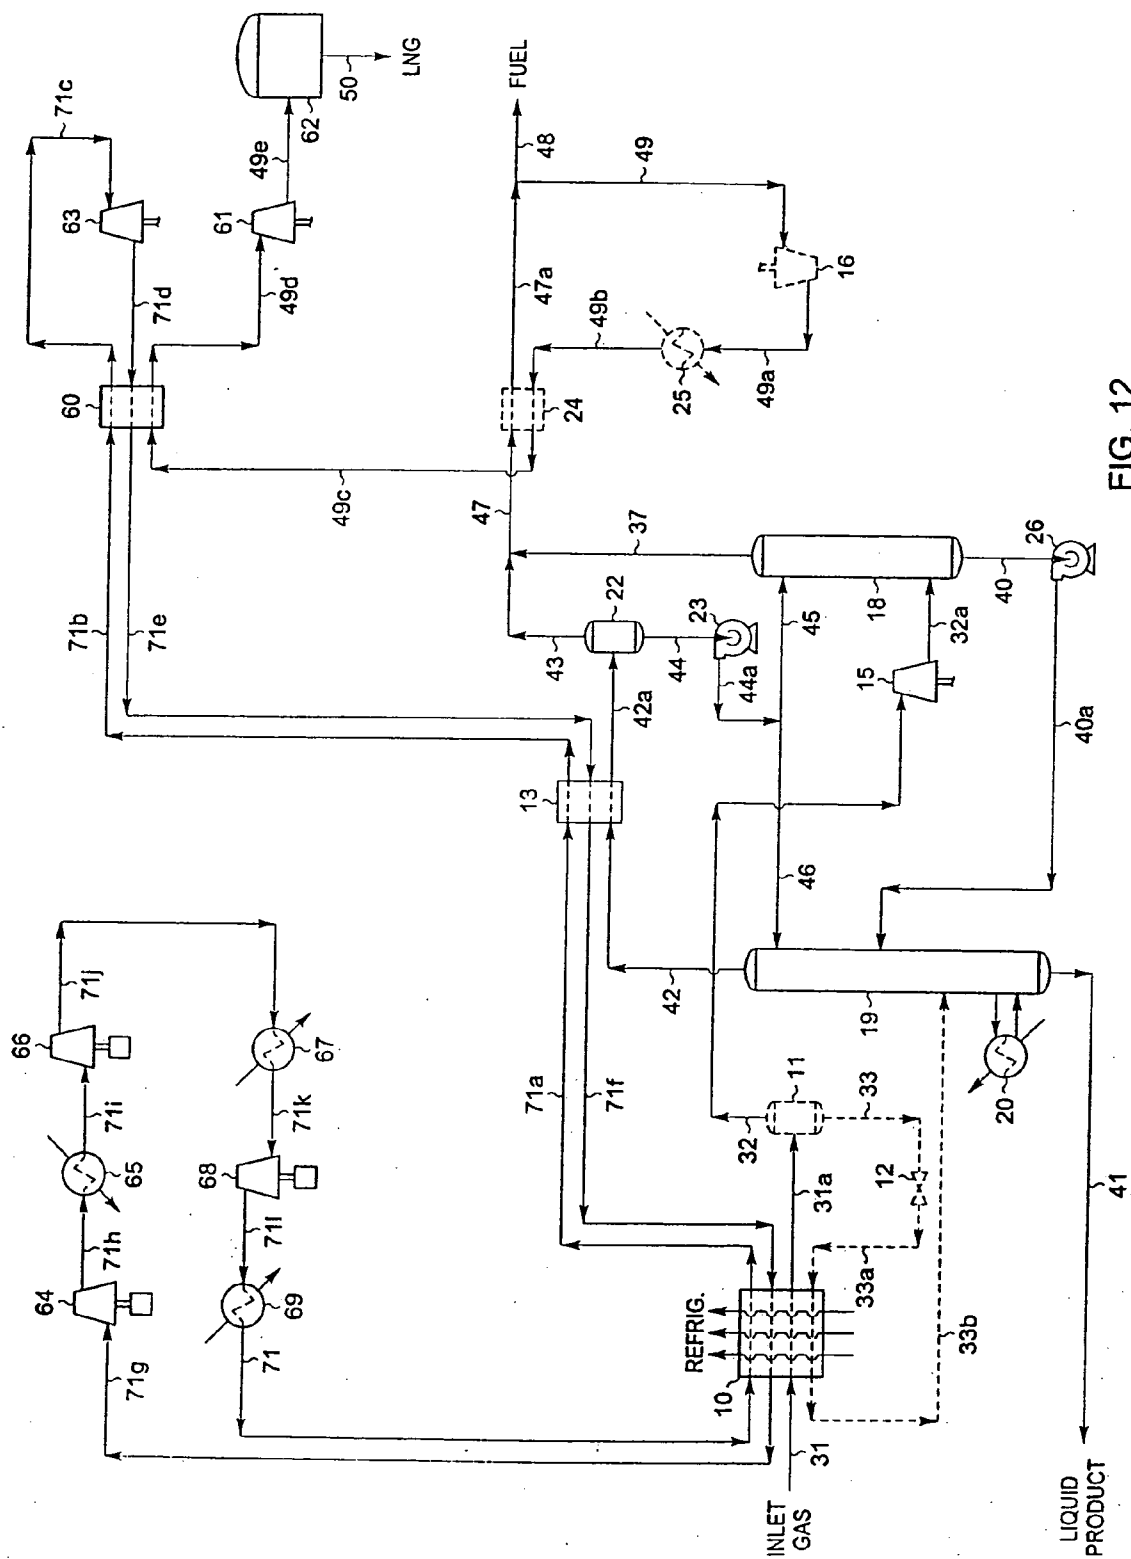 64
66
60
63
71c
71j
71b
71h
71i
65
71g
71e
71d
68
61
71
71l
49e
69
71k
49d
67
62
49c
50
LNG
47
FUEL
13
71a
43
47a
48
24
71f
22
49b
37
42a
49
42
44
25
REFRIG.
23
10
32
44a
49a
INLET
GAS
11
46
45
31
31a
16
33
19
15
18
33a
12
32a
33b
20
40
26
LIQUID
PRODUCT
40a
41
FIG. 12